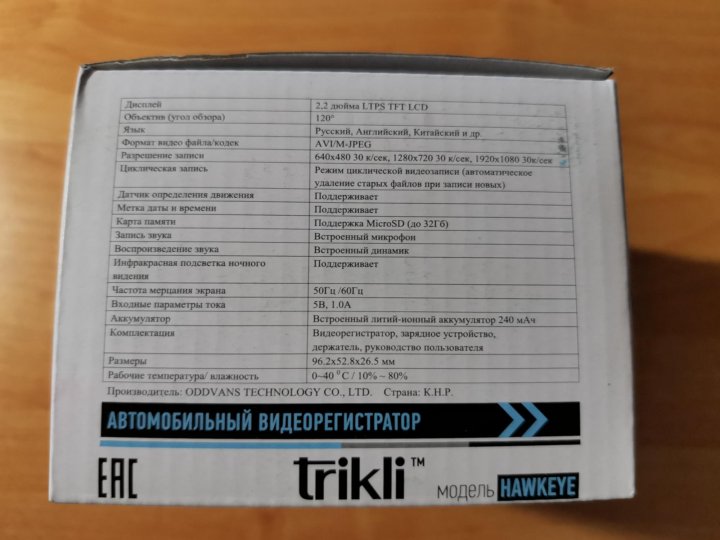 Дисплей 2,2 дюйма LTPS TFT LCD
Объектив (угол обзора) 120°
Язык Русский, Английский, Китайский и др.
Формат видео файла/кодек AVI/M-JPEG
Разрешение записи 640x480 30 к/сек, 1280x720 30 к/сек, 1920x1080 30к/сек
Циклическая запись Режим циклической видеозаписи (автоматическое
удаление старых файлов при записи новых)
Датчик определения движения Поддерживает
Метка даты и времени Поддерживает
Карта памяти Поддержка MicroSD (до 32Гб)
Запись звука Встроенный микрофон
Воспроизведение звука Встроенный динамик
Инфракрасная подсветка ночного Поддерживает
видения
Частота мерцания экрана 50Гц /60Гц
Входные параметры тока 5В, 1.0А
Аккумулятор Встроенный литий-ионный аккумулятор 240 мАч
Комплектация Видеорегистратор, зарядное устройство,
держатель, руководство пользователя
Размеры 96.2x52.8x26.5 мм
Рабочие температура/ влажность 0~40 ⁰ C / 10% ~ 80%
Производитель: ODDVANS TECHNOLOGY CO., LTD. Страна: К.Н.Р.
АВТОМОБИЛЬНЫЙ ВИДЕОРЕГИСТРАТОР
EAC trikli™ модель HAWKEYE